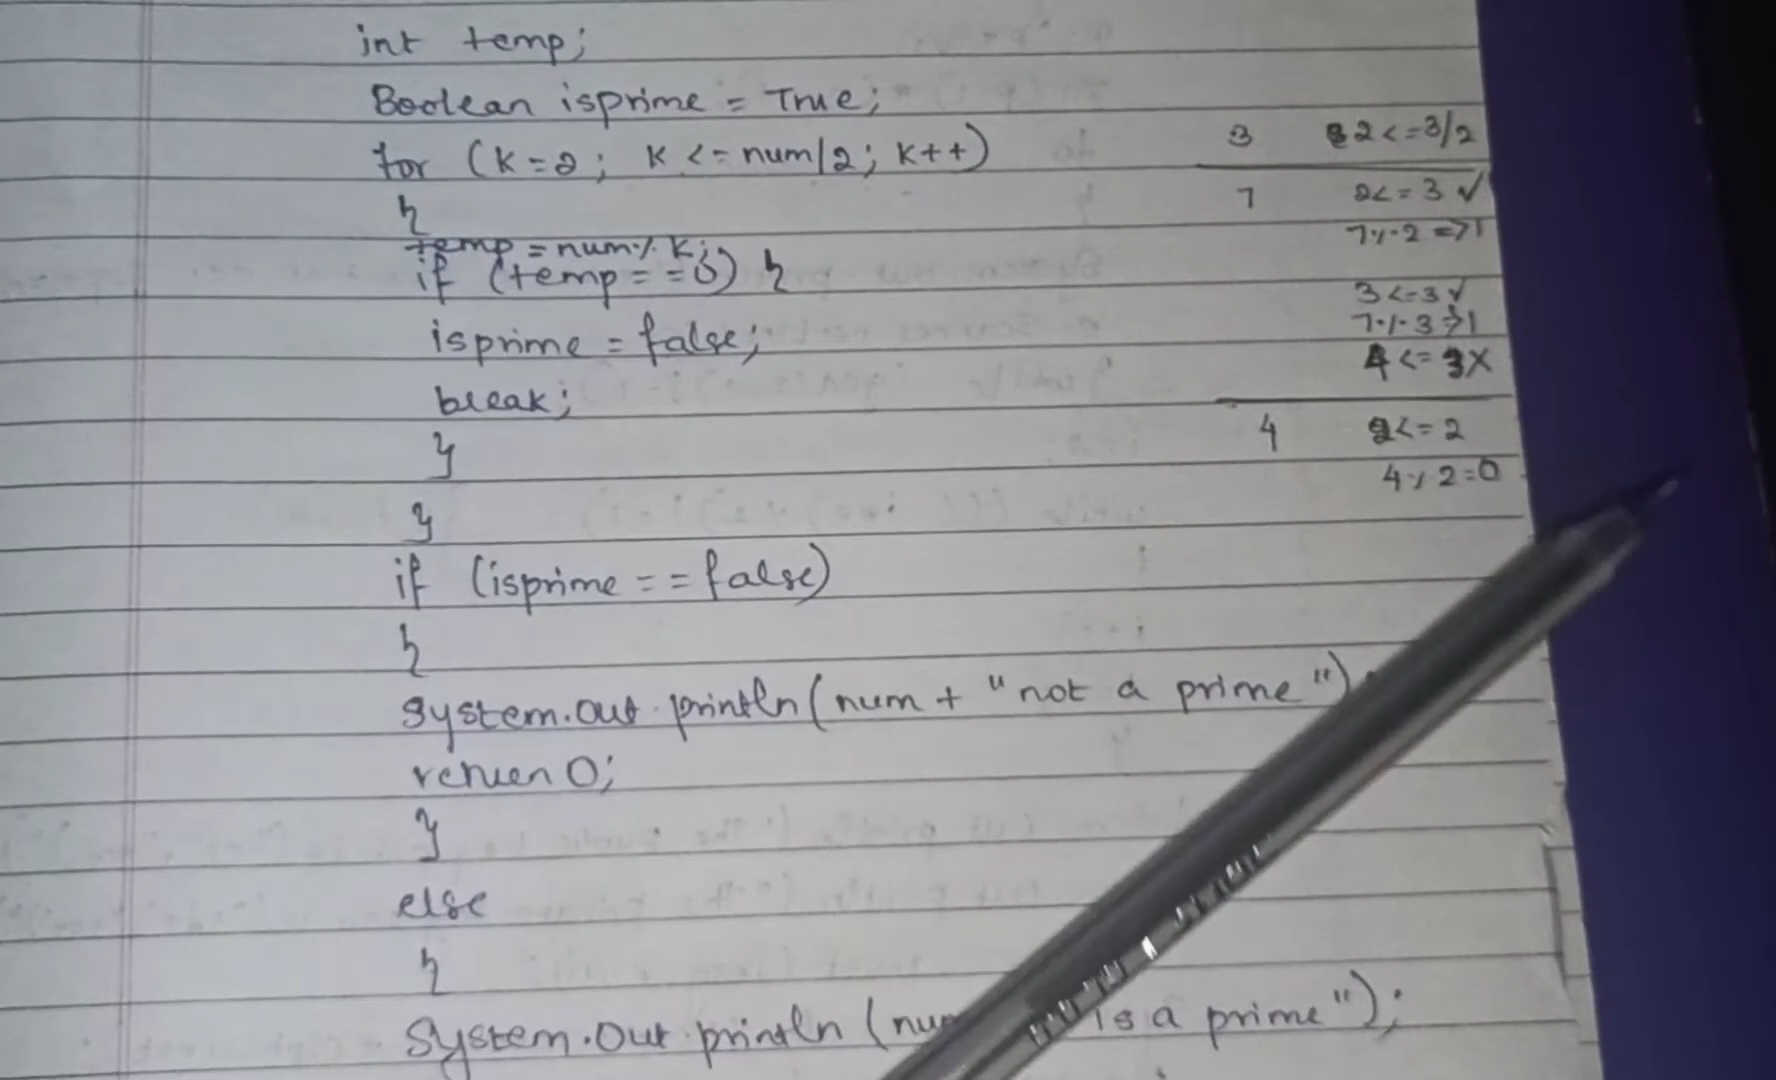 int temp;
Boolean isprime = True;
for (k=2; k <= num/2; k++)
{
temp = num % k;
if (temp == 0) {
isprime = false;
break;
}
}
if (isprime == false)
{
System.out.println(num + "not a prime")
return 0;
}
else
{
System.out.println(nu is a prime");
3 2<=3/2
7 2<=3 ✓
7%2 => 1
3<=3 ✓
7%3 => 1
4<=3 X
4 2<=2
4%2=0